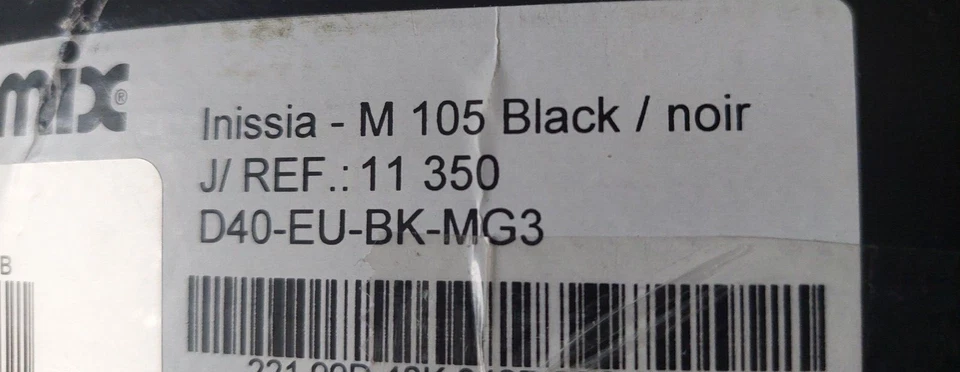 mix®
Inissia - M 105 Black / noir
J/ REF.: 11 350
D40-EU-BK-MG3
B